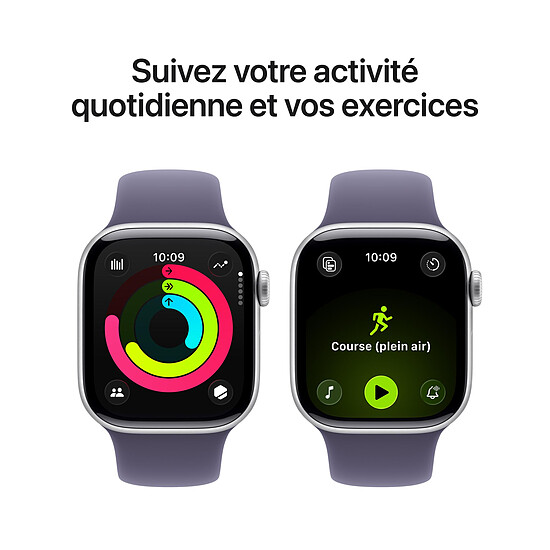 Suivez votre activité
quotidienne et vos exercices
10:09
10:09
Course (plein air)